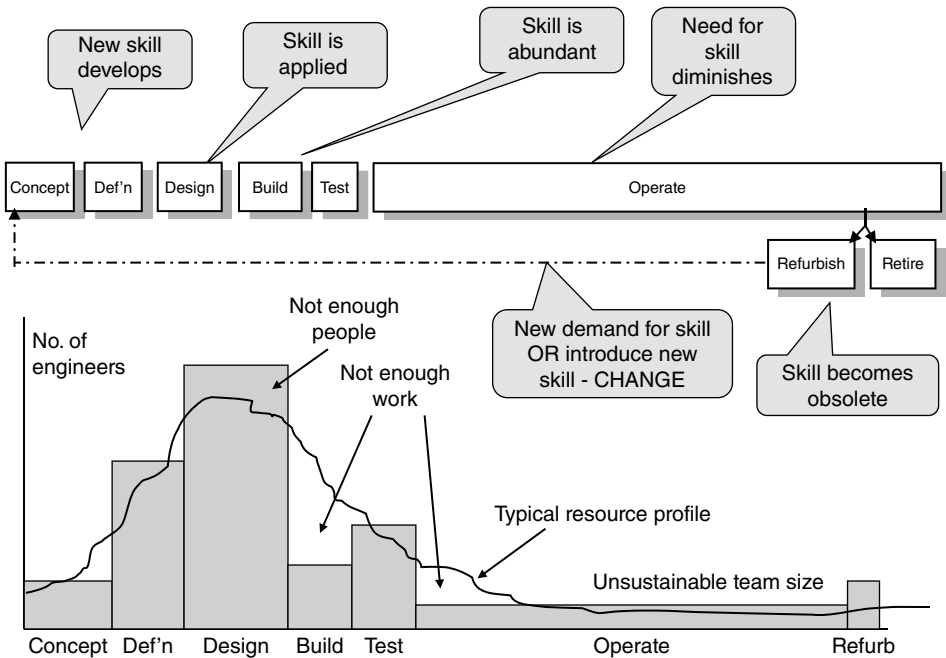 New skill
develops
Skill is
applied
Skill is
abundant
Need for
skill
diminishes
Concept
Def'n
Design
Build
Test
Operate
Refurbish
Retire
New demand for skill
OR introduce new
skill - CHANGE
Skill becomes
obsolete
No. of
engineers
Not enough
people
Not enough
work
Typical resource profile
Unsustainable team size
Concept
Def'n
Design
Build
Test
Operate
Refurb